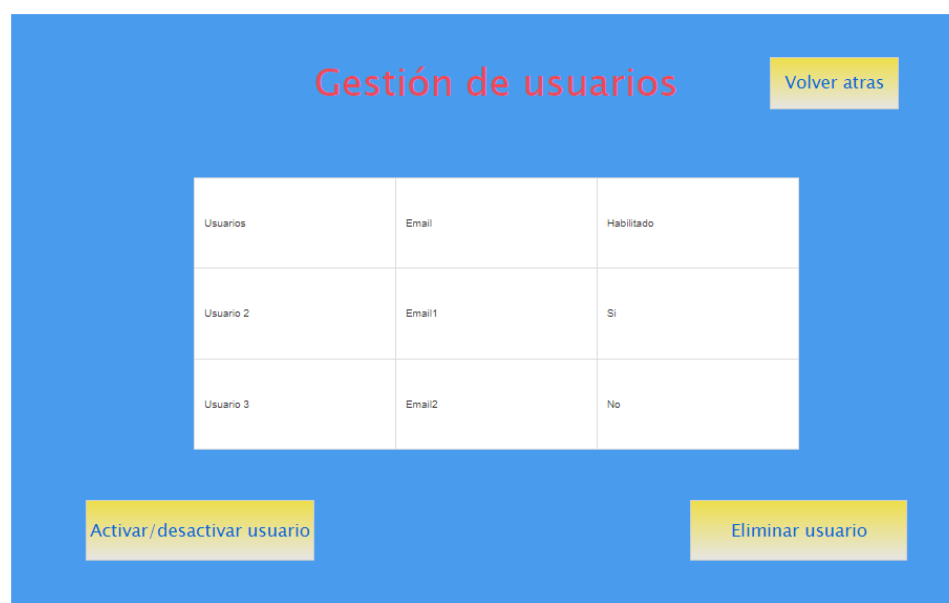 Gestión de usuarios
Volver atras
Usuarios Email Habilitado
Usuario 2 Email1 Si
Usuario 3 Email2 No
Activar/desactivar usuario
Eliminar usuario